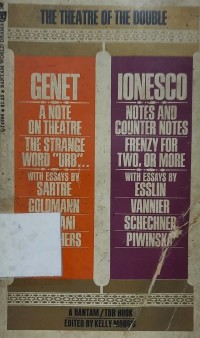 THE THEATRE OF THE DOUBLE
GENET
A NOTE
ON THEATRE
THE STRANGE
WORD "URB"...
WITH ESSAYS BY
SARTRE
GOLDMANN
IONESCO
NOTES AND
COUNTER NOTES
FRENZY FOR
TWO, OR MORE
WITH ESSAYS BY
ESSLIN
VANNIER
SCHECHNER
PIWINSKA
A BANTAM/TDR BOOK
EDITED BY KELLY